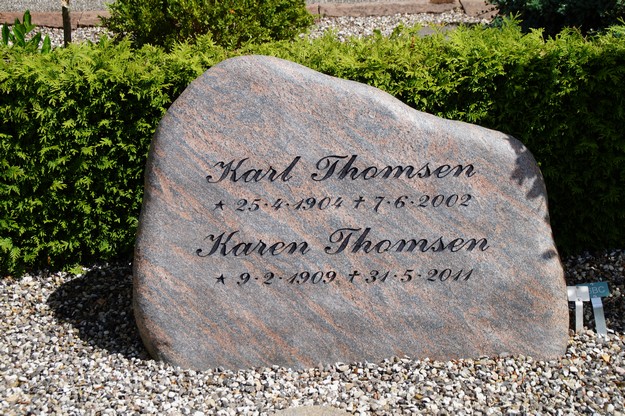 Karl Thomsen
★ 25·4·1904 ✝ 7·6·2002
Karen Thomsen
★ 9·2·1909 ✝ 31·5·2011